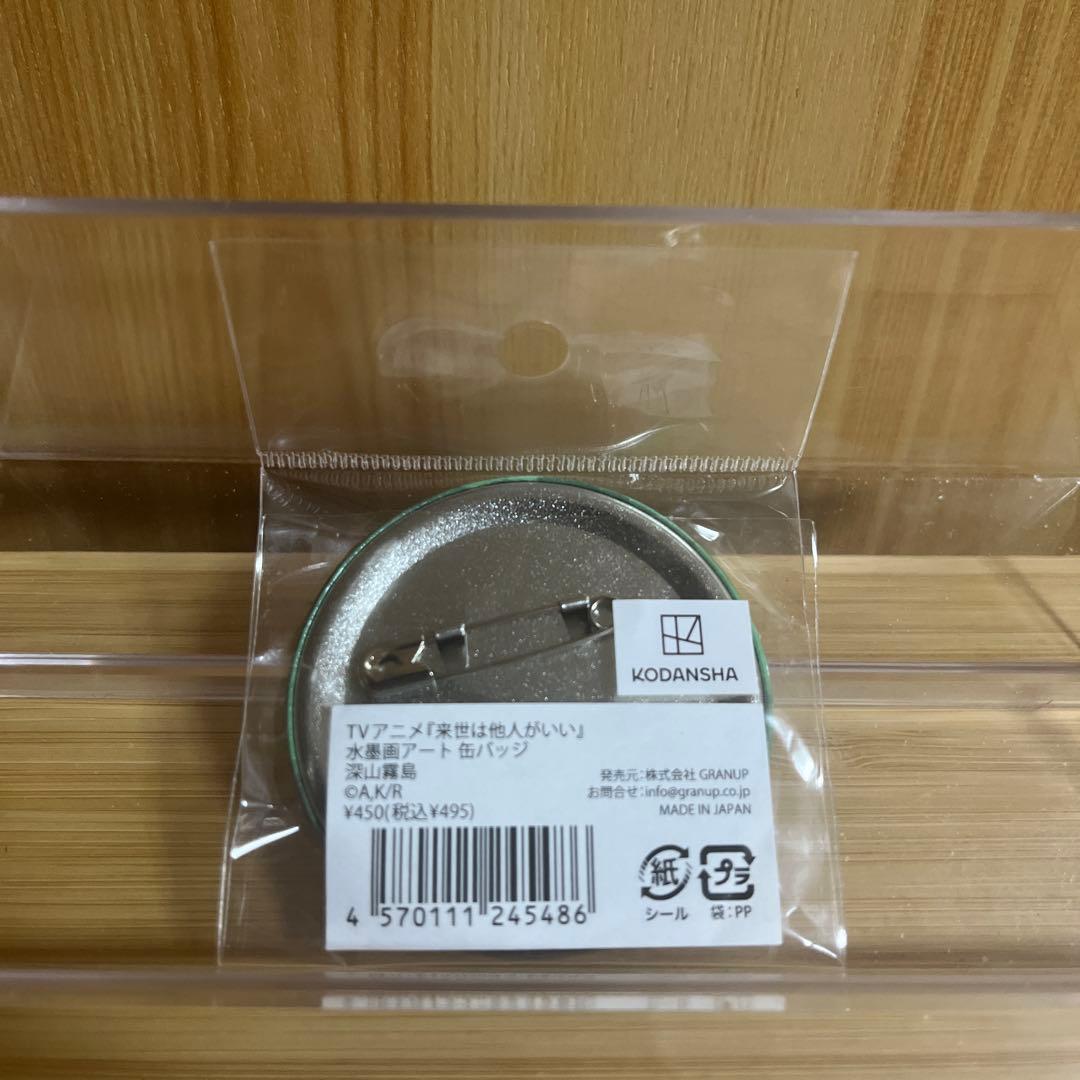 KODANSHA
TVアニメ『来世は他人がいい』
水墨画アート 缶バッジ
深山霧島
©A,K/R
¥450(税込¥495)
発売元:株式会社 GRANUP
お問合せ:info@granup.co.jp
MADE IN JAPAN
4 570111 245486
紙
シール
プラ
袋:PP